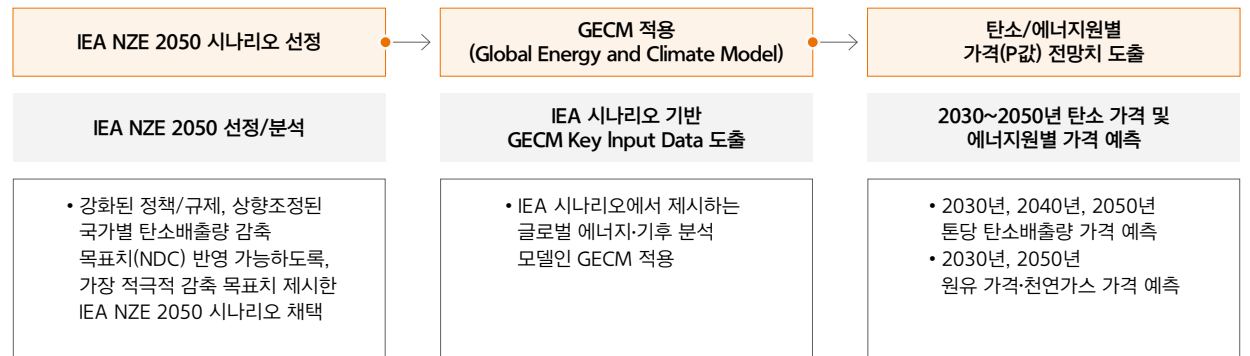 IEA NZE 2050 시나리오 선정
GECM 적용
(Global Energy and Climate Model)
탄소/에너지원별
가격(P값) 전망치 도출
IEA NZE 2050 선정/분석
IEA 시나리오 기반
GECM Key Input Data 도출
2030~2050년 탄소 가격 및
에너지원별 가격 예측
• 강화된 정책/규제, 상향조정된
국가별 탄소배출량 감축
목표치(NDC) 반영 가능하도록,
가장 적극적 감축 목표치 제시한
IEA NZE 2050 시나리오 채택
• IEA 시나리오에서 제시하는
글로벌 에너지·기후 분석
모델인 GECM 적용
• 2030년, 2040년, 2050년
톤당 탄소배출량 가격 예측
• 2030년, 2050년
원유 가격·천연가스 가격 예측